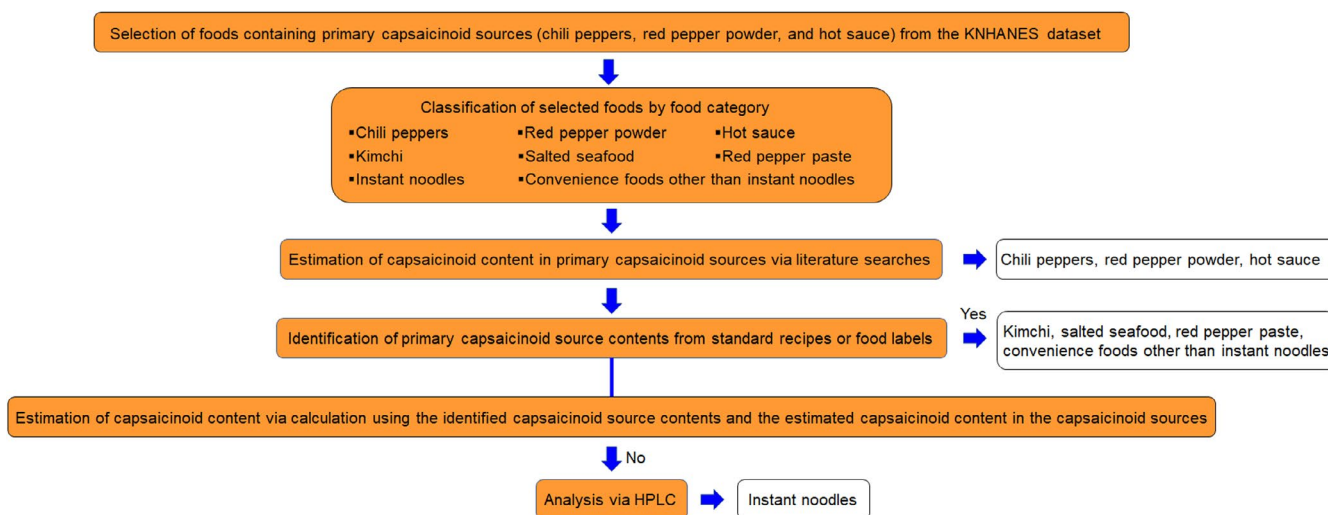 Selection of foods containing primary capsaicinoid sources (chili peppers, red pepper powder, and hot sauce) from the KNHANES dataset
Classification of selected foods by food category
▪Chili peppers ▪Red pepper powder ▪Hot sauce
▪Kimchi ▪Salted seafood ▪Red pepper paste
▪Instant noodles ▪Convenience foods other than instant noodles
Estimation of capsaicinoid content in primary capsaicinoid sources via literature searches
Chili peppers, red pepper powder, hot sauce
Identification of primary capsaicinoid source contents from standard recipes or food labels
Yes
Kimchi, salted seafood, red pepper paste,
convenience foods other than instant noodles
Estimation of capsaicinoid content via calculation using the identified capsaicinoid source contents and the estimated capsaicinoid content in the capsaicinoid sources
No
Analysis via HPLC
Instant noodles